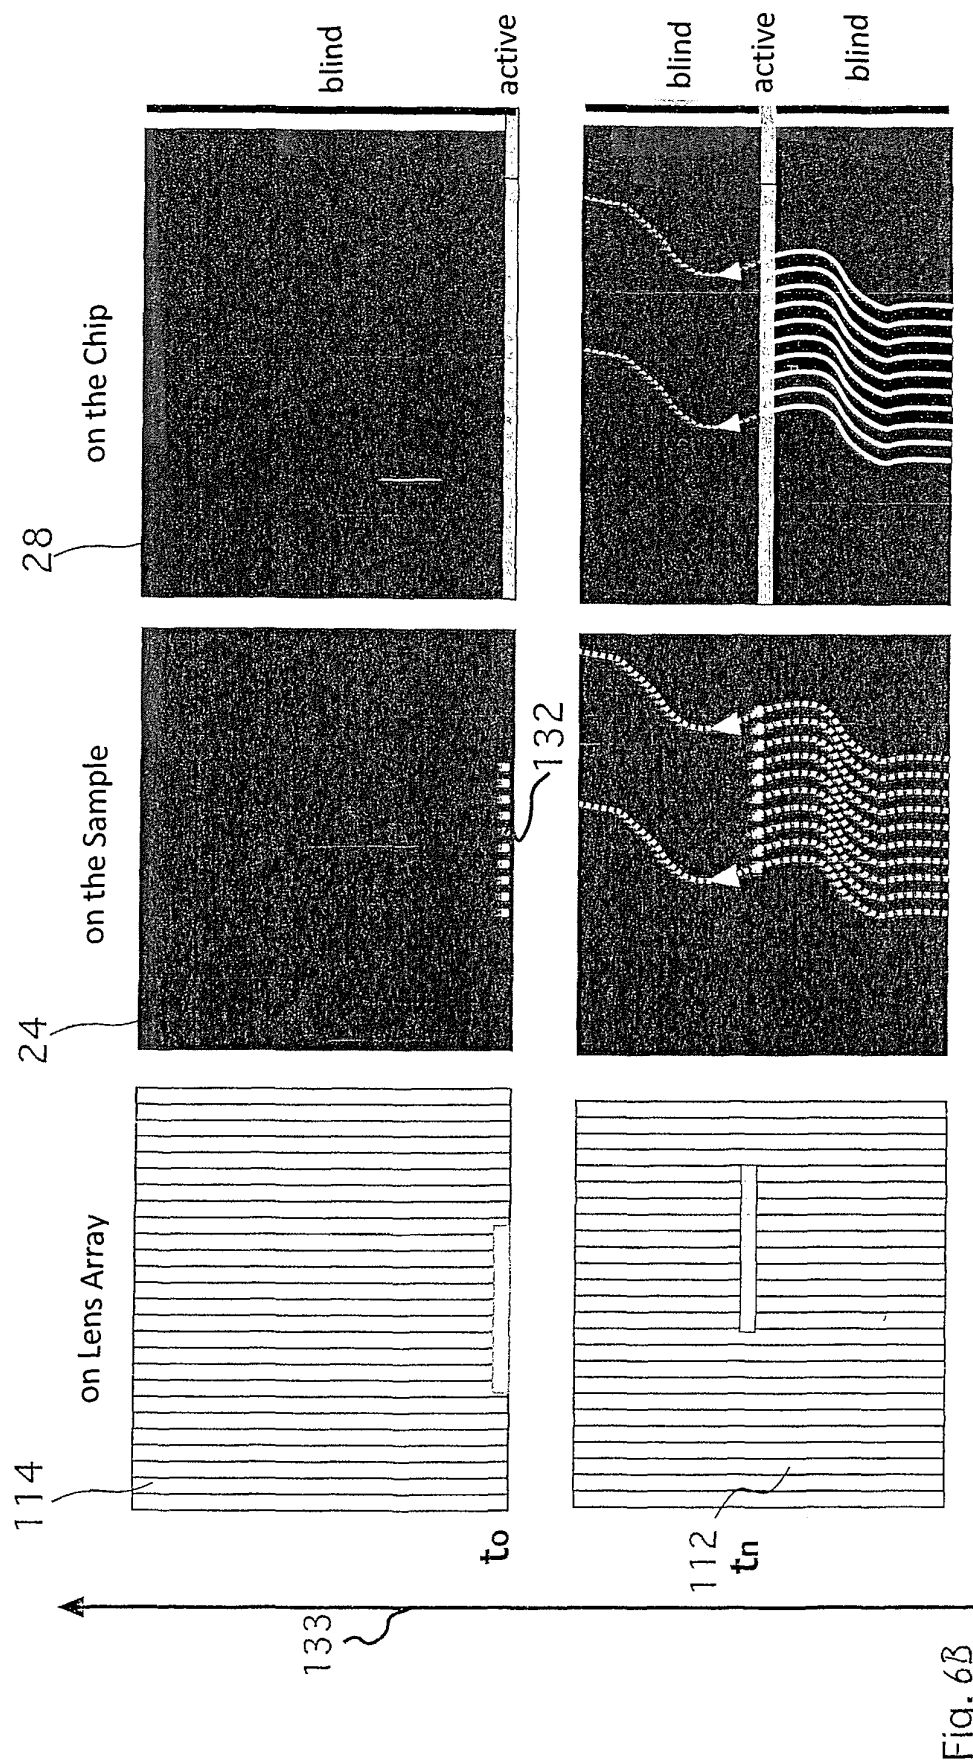 on Lens Array
on the Sample
on the Chip
114
24
28
blind
active
t0
132
133
blind
active
blind
112
tn
Fig. 6B